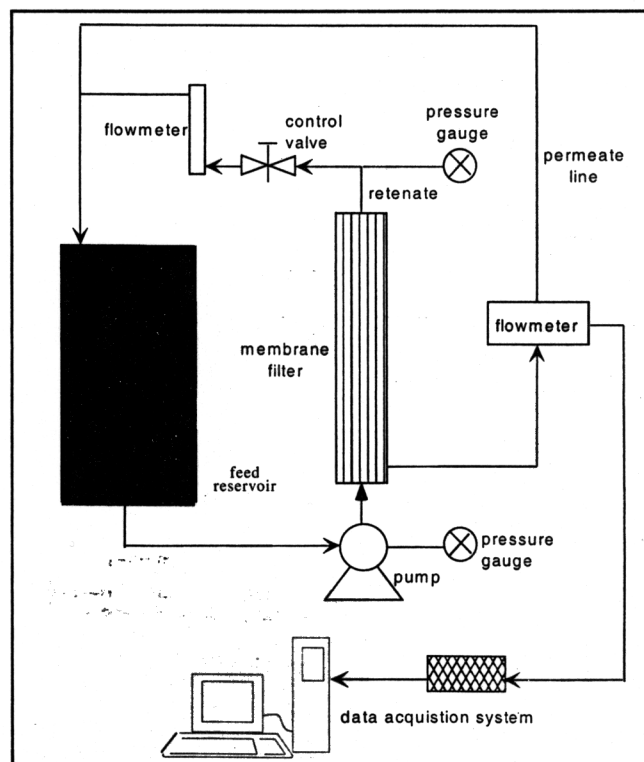 flowmeter
control
valve
pressure
gauge
permeate
line
retenate
flowmeter
membrane
filter
feed
reservoir
pressure
gauge
pump
data acquistion system